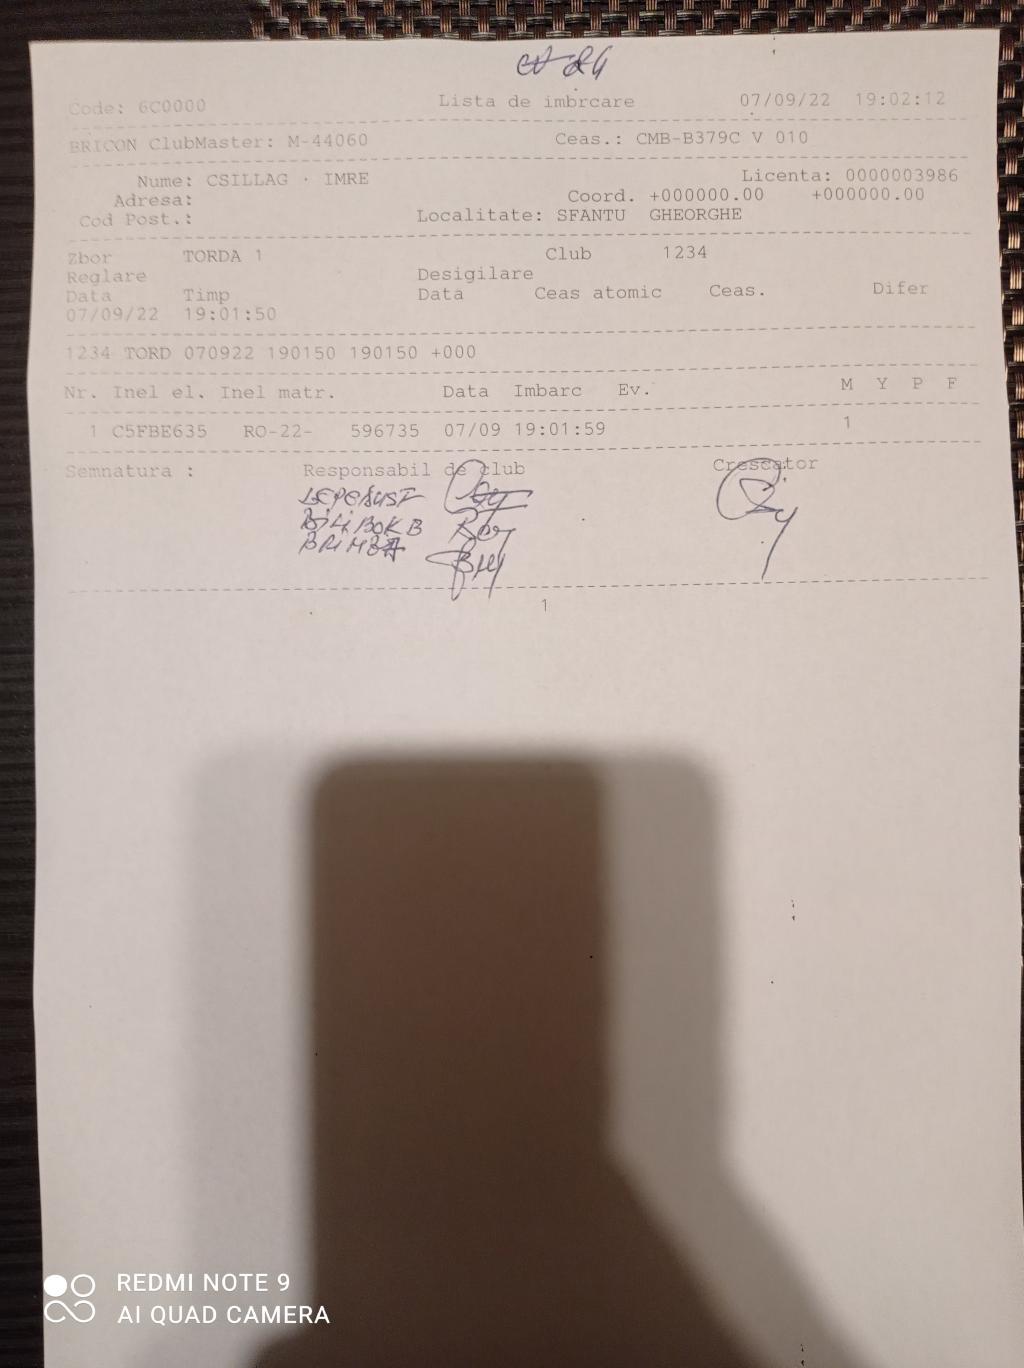 Code: 6C0000 Lista de imbrcare 07/09/22 19:02:12
BRICON ClubMaster: M-44060 Ceas.: CMB-B379C V 010
Nume: CSILLAG · IMRE Licenta: 0000003986
Adresa: Coord. +000000.00 +000000.00
Cod Post.: Localitate: SFANTU GHEORGHE
Zbor TORDA 1 Club 1234
Reglare Desigilare
Data Timp Data Ceas atomic Ceas. Difer
07/09/22 19:01:50
1234 TORD 070922 190150 190150 +000
Nr. Inel el. Inel matr. Data Imbarc Ev. M Y P F
1 C5FBE635 RO-22- 596735 07/09 19:01:59 1
Semnatura : Responsabil de club Crescator
1
REDMI NOTE 9
AI QUAD CAMERA